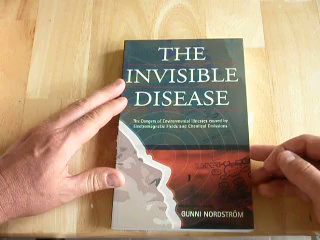 THE
INVISIBLE
DISEASE
The Dangers of Environmental Illnesses caused by
Electromagnetic Fields and Chemical Emissions
GUNNI NORDSTRÖM